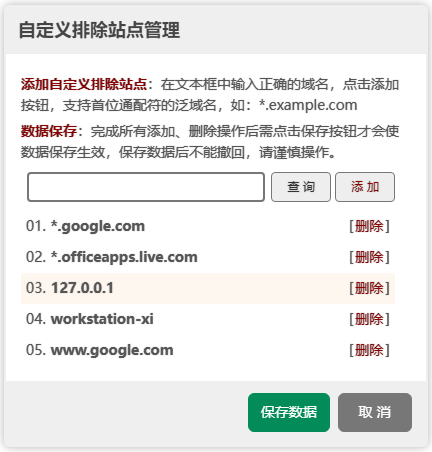 自定义排除站点管理
添加自定义排除站点：在文本框中输入正确的域名，点击添加
按钮，支持首位通配符的泛域名，如：*.example.com
数据保存：完成所有添加、删除操作后需点击保存按钮才会使
数据保存生效，保存数据后不能撤回，请谨慎操作。
查 询 添 加
01. *.google.com [删除]
02. *.officeapps.live.com [删除]
03. 127.0.0.1 [删除]
04. workstation-xi [删除]
05. www.google.com [删除]
保存数据 取 消